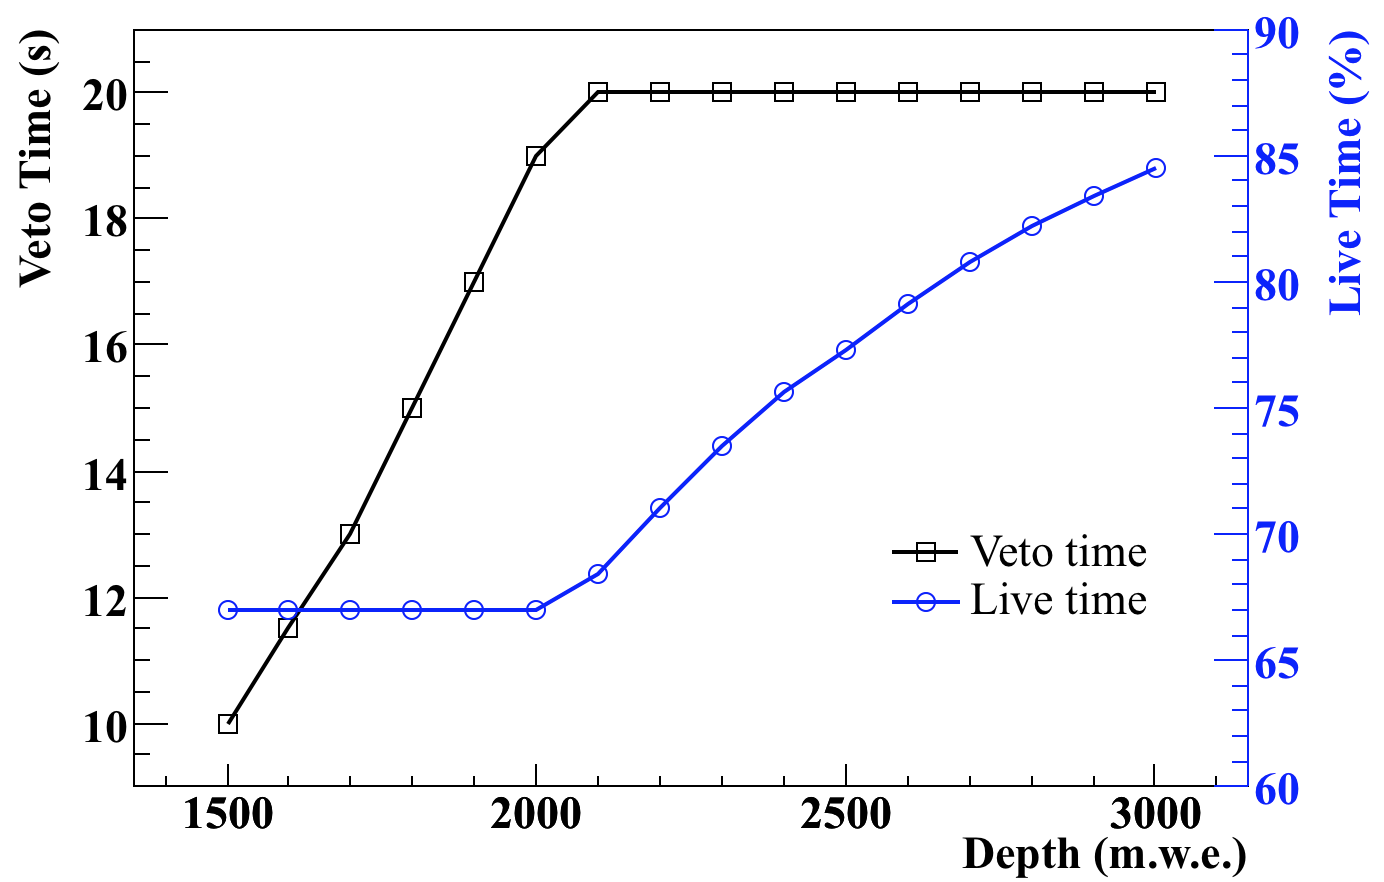 Veto Time (s)
20
18
16
14
12
10
90
85
80
75
70
65
60
Live Time (%)
Veto time
Live time
1500 2000 2500 3000
Depth (m.w.e.)